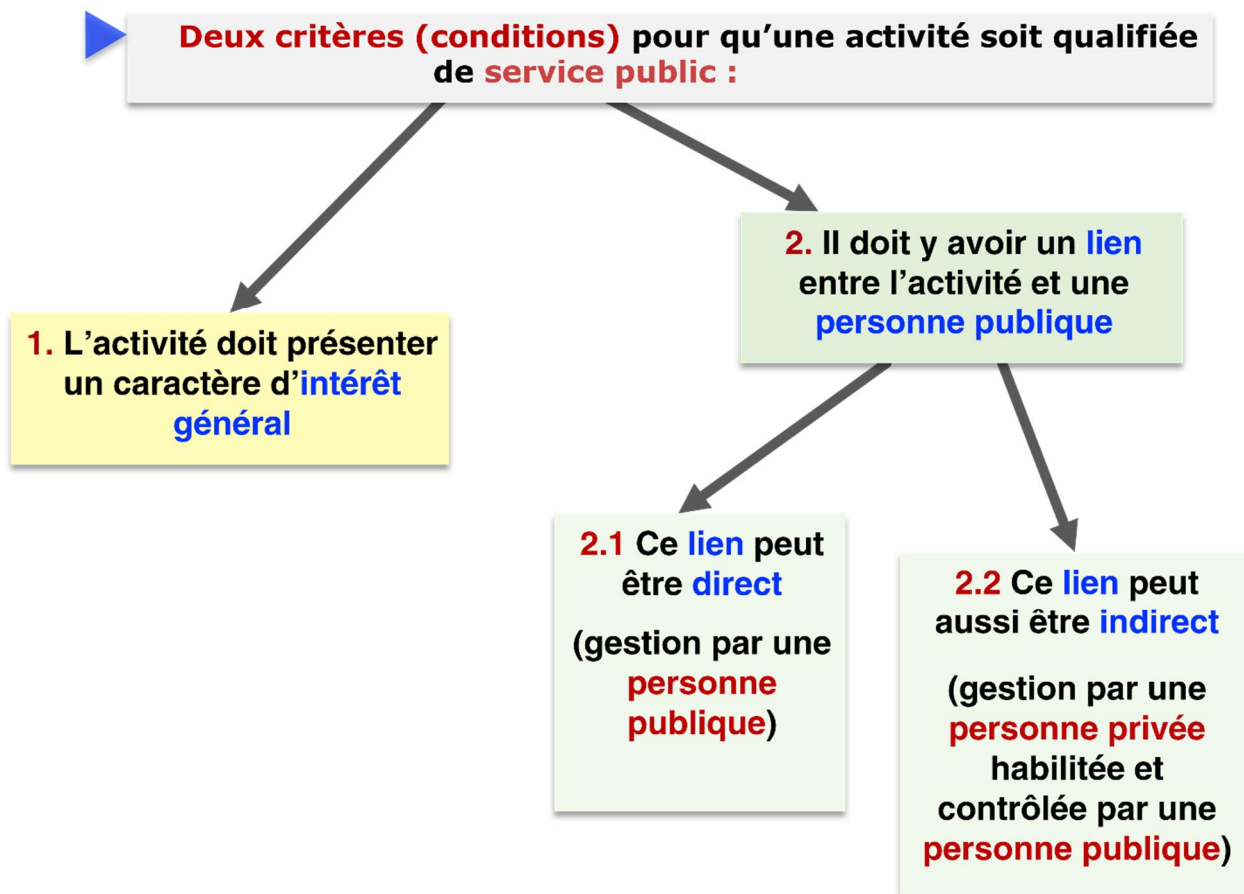 Deux critères (conditions) pour qu’une activité soit qualifiée
de service public :
1. L’activité doit présenter
un caractère d’intérêt
général
2. Il doit y avoir un lien
entre l’activité et une
personne publique
2.1 Ce lien peut
être direct
(gestion par une
personne
publique)
2.2 Ce lien peut
aussi être indirect
(gestion par une
personne privée
habilitée et
contrôlée par une
personne publique)